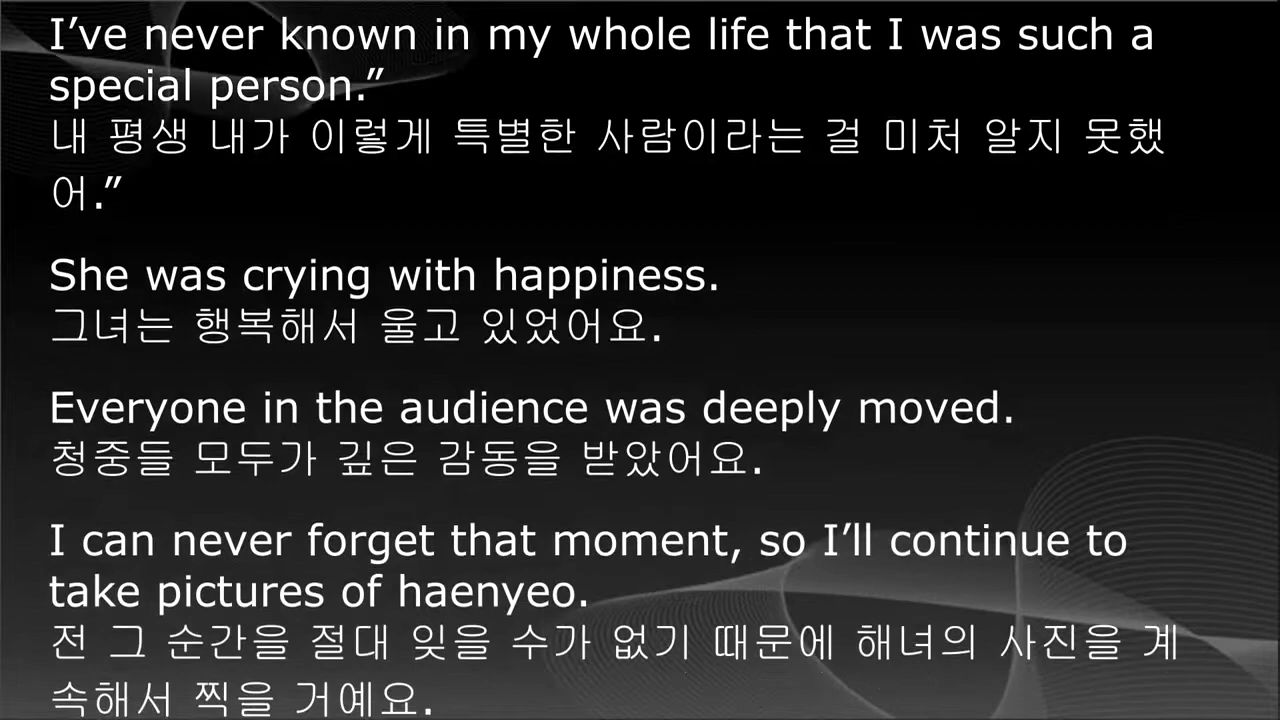 I’ve never known in my whole life that I was such a
special person.”
내 평생 내가 이렇게 특별한 사람이라는 걸 미처 알지 못했
어.”
She was crying with happiness.
그녀는 행복해서 울고 있었어요.
Everyone in the audience was deeply moved.
청중들 모두가 깊은 감동을 받았어요.
I can never forget that moment, so I’ll continue to
take pictures of haenyeo.
전 그 순간을 절대 잊을 수가 없기 때문에 해녀의 사진을 계
속해서 찍을 거예요.